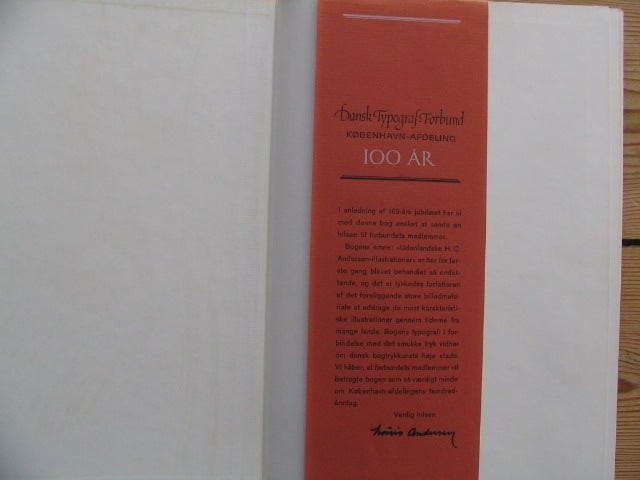 Dansk Typograf-Forbund
KØBENHAVN-AFDELING
100 ÅR
I anledning af 100-års jubilæet har vi
med denne bog ønsket at sende en
hilsen til forbundets medlemmer.
Bogens emne: »Udenlandske H. C.
Andersen-illustrationer« er her for før-
ste gang blevet behandlet så omfat-
tende, og det er lykkedes forfatteren
af det foreliggende store billedmate-
riale at uddrage de mest karakteristi-
ske illustrationer gennem tiderne fra
mange lande. Bogens typografi i for-
bindelse med det smukke tryk vidner
om dansk bogtrykkunsts høje stade.
Vi håber, at forbundets medlemmer vil
betragte bogen som et værdigt minde
om København-afdelingens hundred-
årsdag.
Venlig hilsen
Andersen